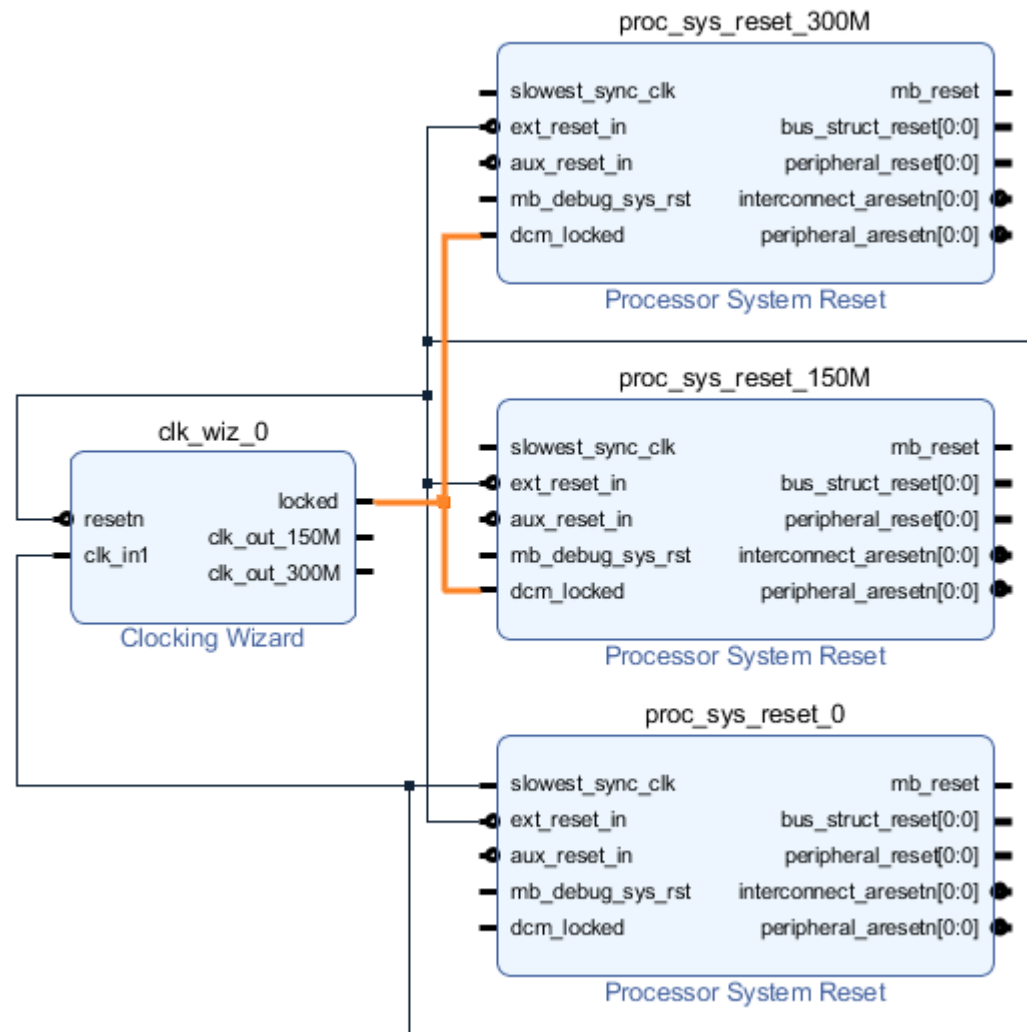 proc_sys_reset_300M
slowest_sync_clk mb_reset
ext_reset_in bus_struct_reset[0:0]
aux_reset_in peripheral_reset[0:0]
mb_debug_sys_rst interconnect_aresetn[0:0]
dcm_locked peripheral_aresetn[0:0]
Processor System Reset
proc_sys_reset_150M
slowest_sync_clk mb_reset
ext_reset_in bus_struct_reset[0:0]
aux_reset_in peripheral_reset[0:0]
mb_debug_sys_rst interconnect_aresetn[0:0]
dcm_locked peripheral_aresetn[0:0]
Processor System Reset
clk_wiz_0
locked
resetn
clk_out_150M
clk_in1
clk_out_300M
Clocking Wizard
proc_sys_reset_0
slowest_sync_clk mb_reset
ext_reset_in bus_struct_reset[0:0]
aux_reset_in peripheral_reset[0:0]
mb_debug_sys_rst interconnect_aresetn[0:0]
dcm_locked peripheral_aresetn[0:0]
Processor System Reset